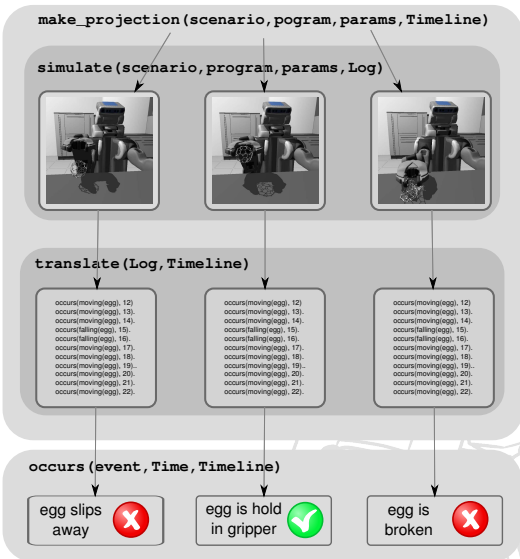 make_projection(scenario,pogram,params,Timeline)
simulate(scenario,program,params,Log)
translate(Log,Timeline)
occurs(moving(egg), 12)
occurs(moving(egg), 13).
occurs(moving(egg), 14).
occurs(falling(egg), 15).
occurs(falling(egg), 16).
occurs(moving(egg), 17).
occurs(moving(egg), 18).
occurs(moving(egg), 19)..
occurs(moving(egg), 20).
occurs(moving(egg), 21).
occurs(moving(egg), 22).
occurs(moving(egg), 12)
occurs(moving(egg), 13).
occurs(moving(egg), 14).
occurs(falling(egg), 15).
occurs(falling(egg), 16).
occurs(moving(egg), 17).
occurs(moving(egg), 18).
occurs(moving(egg), 19)..
occurs(moving(egg), 20).
occurs(moving(egg), 21).
occurs(moving(egg), 22).
occurs(moving(egg), 12)
occurs(moving(egg), 13).
occurs(moving(egg), 14).
occurs(falling(egg), 15).
occurs(falling(egg), 16).
occurs(moving(egg), 17).
occurs(moving(egg), 18).
occurs(moving(egg), 19)..
occurs(moving(egg), 20).
occurs(moving(egg), 21).
occurs(moving(egg), 22).
occurs(event,Time,Timeline)
egg slips
away
egg is hold
in gripper
egg is
broken